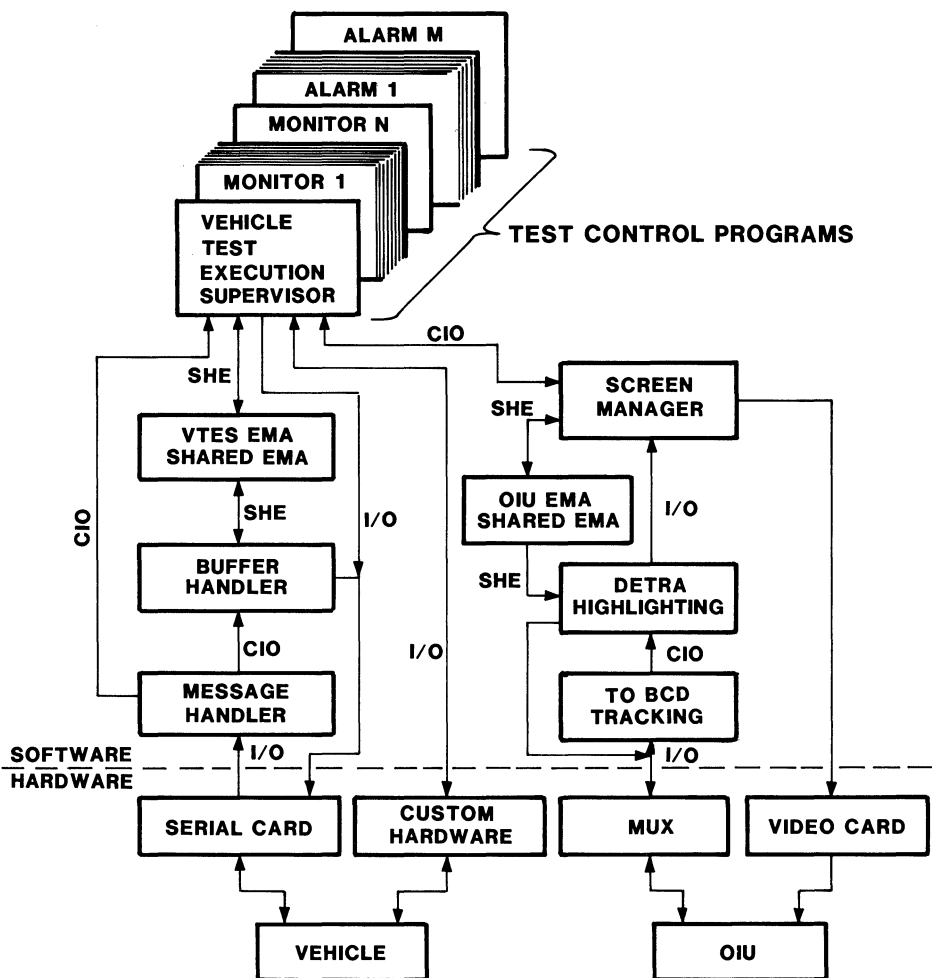 ALARM M
ALARM 1
MONITOR N
MONITOR 1
VEHICLE
TEST
EXECUTION
SUPERVISOR
TEST CONTROL PROGRAMS
CIO
SHE
VTES EMA
SHARED EMA
SHE
CIO
I/O
BUFFER
HANDLER
CIO
I/O
MESSAGE
HANDLER
I/O
SCREEN
MANAGER
SHE
OIU EMA
SHARED EMA
I/O
SHE
DETRA
HIGHLIGHTING
CIO
TO BCD
TRACKING
I/O
SOFTWARE
HARDWARE
SERIAL CARD
CUSTOM
HARDWARE
MUX
VIDEO CARD
VEHICLE
OIU